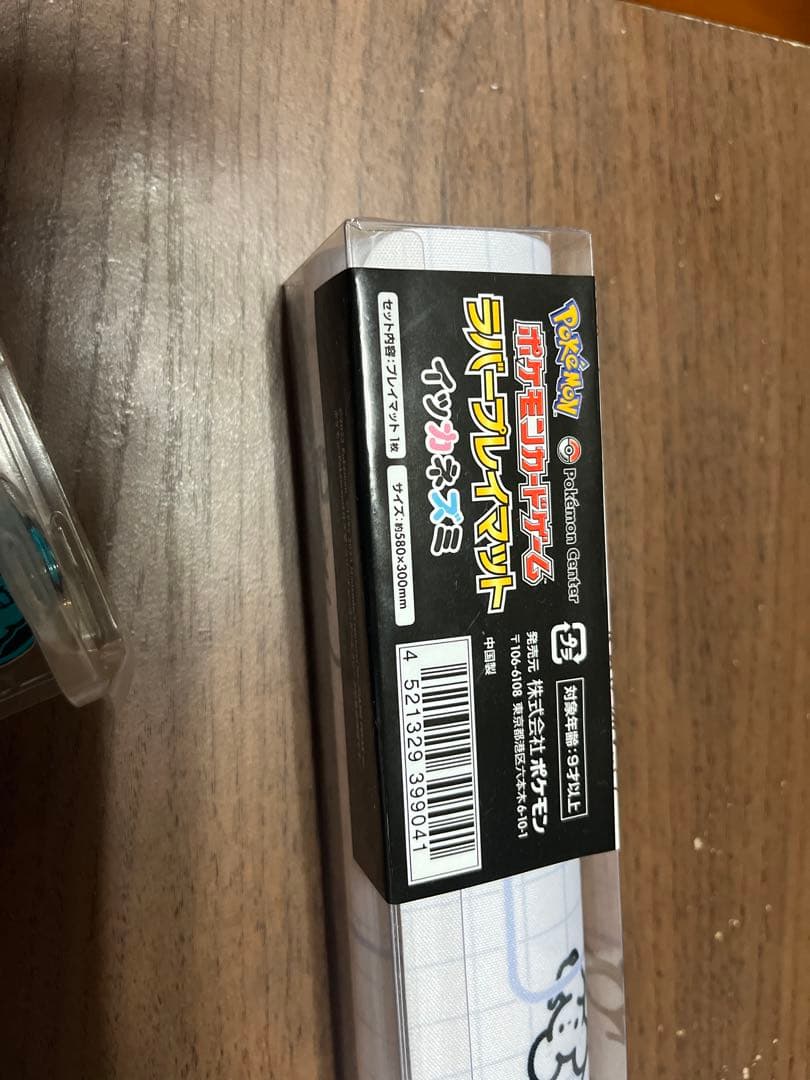 POKÉMON
Pokémon Center
ポケモンカードゲーム
ラバープレイマット
イッカネズミ
セット内容:プレイマット 1枚
サイズ:約580×300mm
プラ
対象年齢:9才以上
発売元 株式会社 ポケモン
〒106-6108 東京都港区六本木 6-10-1
中国製
4 521329 399041